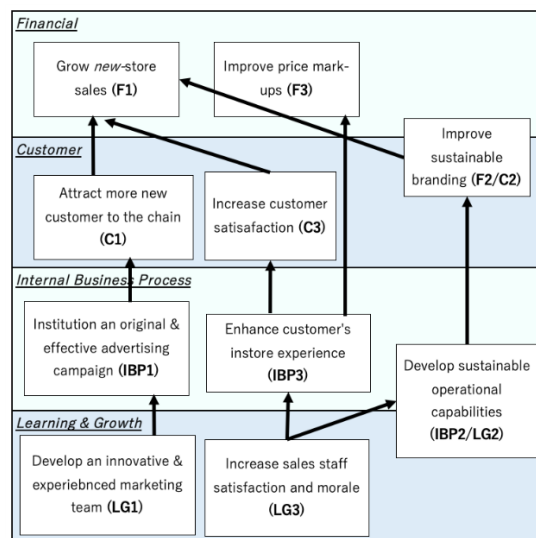 Financial
Grow new-store
sales (F1)
Improve price mark-
ups (F3)
Improve
sustainable
branding (F2/C2)
Customer
Attract more new
customer to the chain
(C1)
Increase customer
satisafaction (C3)
Internal Business Process
Institution an original &
effective advertising
campaign (IBP1)
Enhance customer's
instore experience
(IBP3)
Develop sustainable
operational
capabilities
(IBP2/LG2)
Learning & Growth
Develop an innovative &
experiebnced marketing
team (LG1)
Increase sales staff
satisfaction and morale
(LG3)